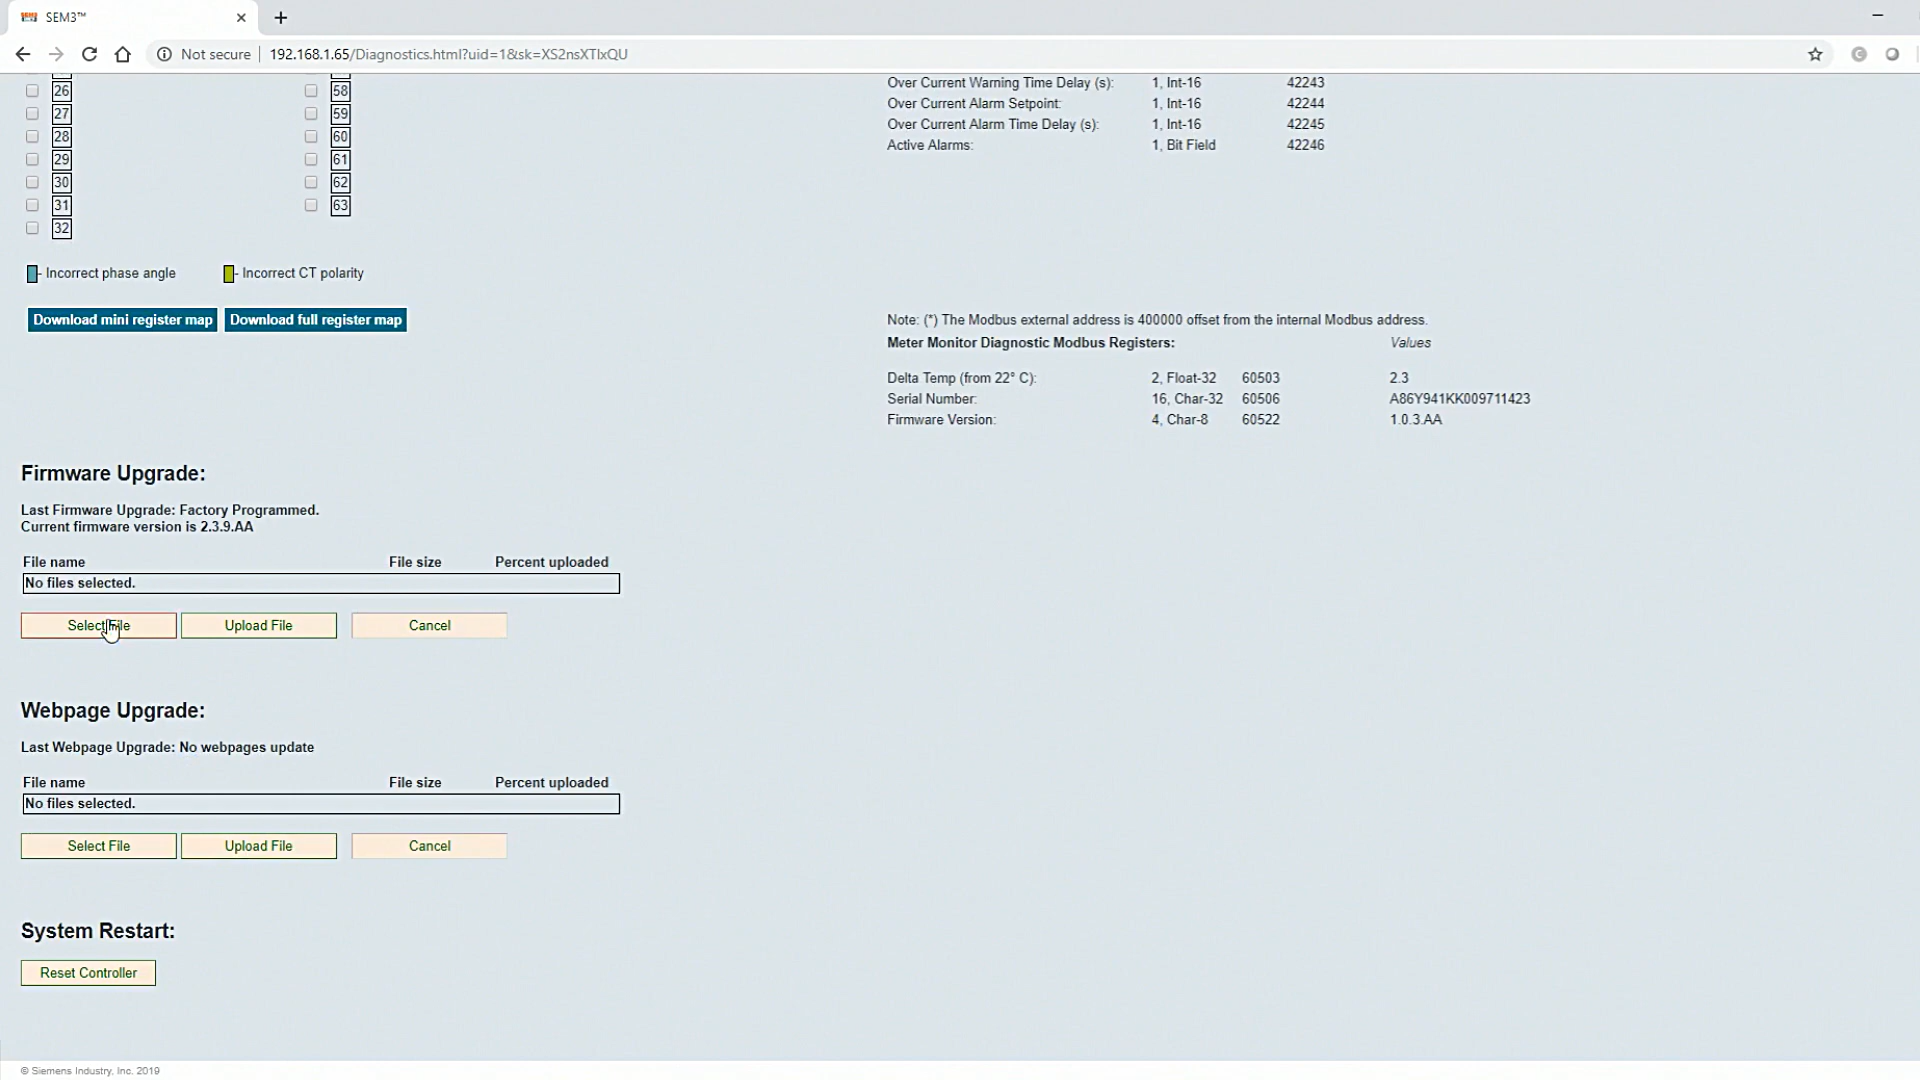 SEM3™
Not secure 192.168.1.65/Diagnostics.html?uid=1&sk=XS2nsXTIxQU
26 58
27 59
28 60
29 61
30 62
31 63
32
Over Current Warning Time Delay (s): 1, Int-16 42243
Over Current Alarm Setpoint: 1, Int-16 42244
Over Current Alarm Time Delay (s): 1, Int-16 42245
Active Alarms: 1, Bit Field 42246
- Incorrect phase angle - Incorrect CT polarity
Download mini register map Download full register map
Note: (*) The Modbus external address is 400000 offset from the internal Modbus address.
Meter Monitor Diagnostic Modbus Registers: Values
Delta Temp (from 22° C): 2, Float-32 60503 2.3
Serial Number: 16, Char-32 60506 A86Y941KK009711423
Firmware Version: 4, Char-8 60522 1.0.3.AA
Firmware Upgrade:
Last Firmware Upgrade: Factory Programmed.
Current firmware version is 2.3.9.AA
File name File size Percent uploaded
No files selected.
Select File Upload File Cancel
Webpage Upgrade:
Last Webpage Upgrade: No webpages update
File name File size Percent uploaded
No files selected.
Select File Upload File Cancel
System Restart:
Reset Controller
© Siemens Industry, Inc. 2019